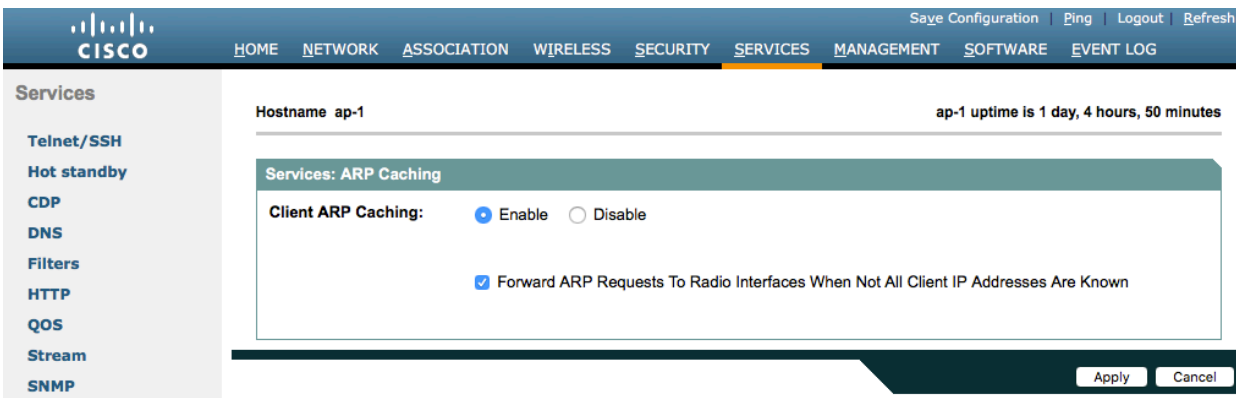 Save Configuration | Ping | Logout | Refresh
CISCO
HOME NETWORK ASSOCIATION WIRELESS SECURITY SERVICES MANAGEMENT SOFTWARE EVENT LOG
Services
Hostname ap-1
ap-1 uptime is 1 day, 4 hours, 50 minutes
Telnet/SSH
Hot standby
CDP
DNS
Filters
HTTP
QOS
Stream
SNMP
Services: ARP Caching
Client ARP Caching: Enable Disable
Forward ARP Requests To Radio Interfaces When Not All Client IP Addresses Are Known
Apply Cancel